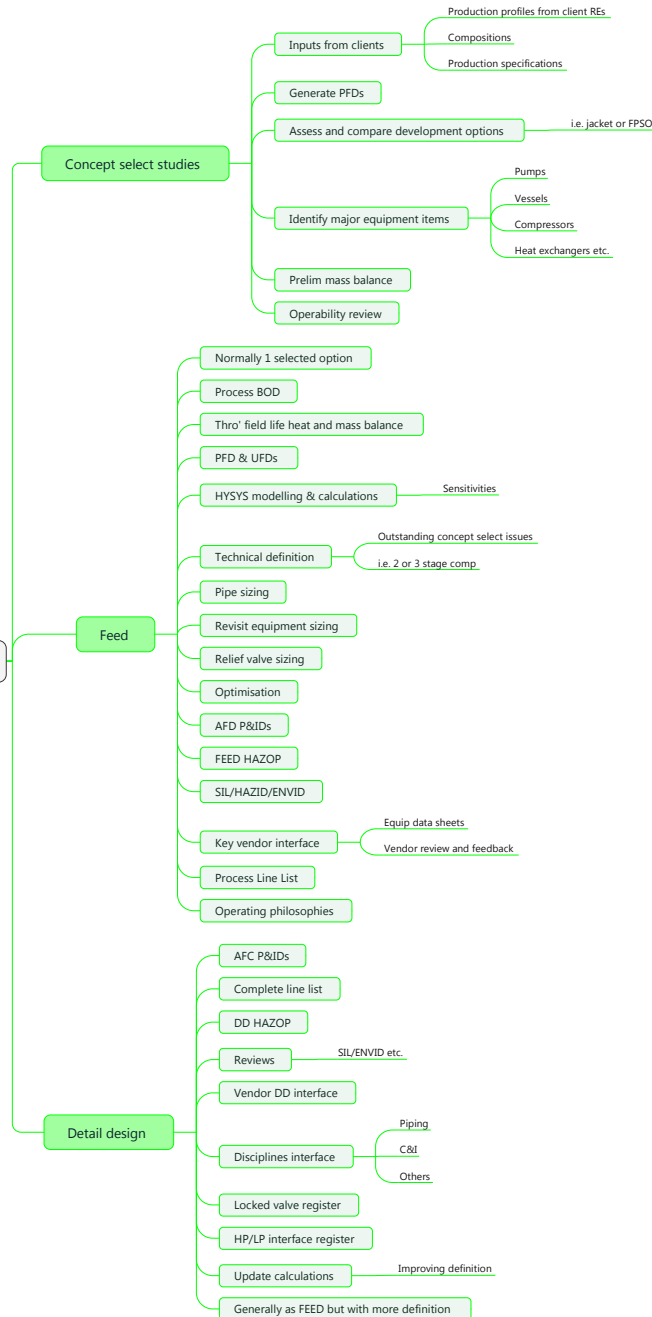 Concept select studies
Inputs from clients
Production profiles from client REs
Compositions
Production specifications
Generate PFDs
Assess and compare development options
i.e. jacket or FPSO
Identify major equipment items
Pumps
Vessels
Compressors
Heat exchangers etc.
Prelim mass balance
Operability review
Feed
Normally 1 selected option
Process BOD
Thro' field life heat and mass balance
PFD & UFDs
HYSYS modelling & calculations
Sensitivities
Technical definition
Outstanding concept select issues
i.e. 2 or 3 stage comp
Pipe sizing
Revisit equipment sizing
Relief valve sizing
Optimisation
AFD P&IDs
FEED HAZOP
SIL/HAZID/ENVID
Key vendor interface
Equip data sheets
Vendor review and feedback
Process Line List
Operating philosophies
Detail design
AFC P&IDs
Complete line list
DD HAZOP
Reviews
SIL/ENVID etc.
Vendor DD interface
Disciplines interface
Piping
C&I
Others
Locked valve register
HP/LP interface register
Update calculations
Improving definition
Generally as FEED but with more definition